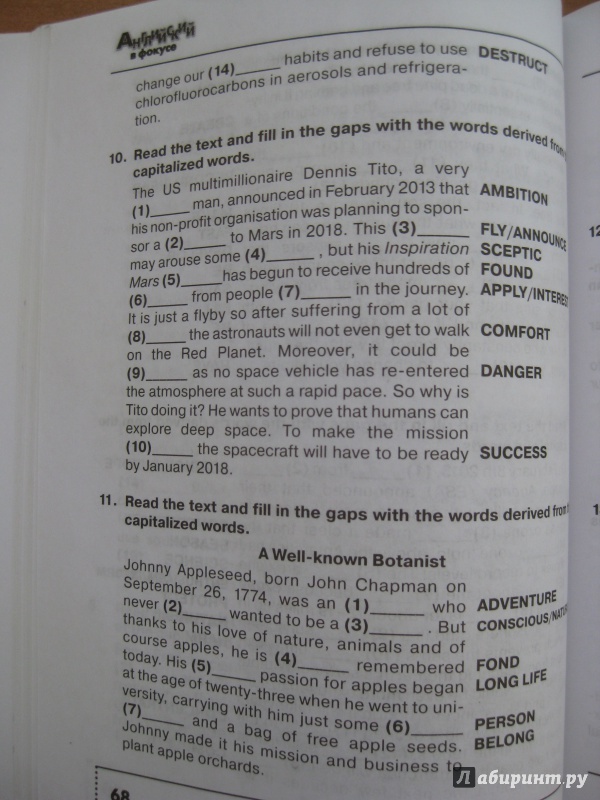 Английский
в фокусе
change our (14)_____ habits and refuse to use DESTRUCT
chlorofluorocarbons in aerosols and refrigera-
tion.
10. Read the text and fill in the gaps with the words derived from
capitalized words.
The US multimillionaire Dennis Tito, a very
(1)_____ man, announced in February 2013 that AMBITION
his non-profit organisation was planning to spon-
sor a (2)_____ to Mars in 2018. This (3)_____ FLY/ANNOUNCE
may arouse some (4)_____ , but his Inspiration SCEPTIC
Mars (5)_____ has begun to receive hundreds of FOUND
(6)_____ from people (7)_____ in the journey. APPLY/INTEREST
It is just a flyby so after suffering from a lot of
(8)_____ the astronauts will not even get to walk COMFORT
on the Red Planet. Moreover, it could be
(9)_____ as no space vehicle has re-entered DANGER
the atmosphere at such a rapid pace. So why is
Tito doing it? He wants to prove that humans can
explore deep space. To make the mission
(10)_____ the spacecraft will have to be ready SUCCESS
by January 2018.
11. Read the text and fill in the gaps with the words derived from
capitalized words.
A Well-known Botanist
Johnny Appleseed, born John Chapman on
September 26, 1774, was an (1)_____ who ADVENTURE
never (2)_____ wanted to be a (3)_____ . But CONSCIOUS/NATU
thanks to his love of nature, animals and of
course apples, he is (4)_____ remembered FOND
today. His (5)_____ passion for apples began LONG LIFE
at the age of twenty-three when he went to uni-
versity, carrying with him just some (6)_____ PERSON
(7)_____ and a bag of free apple seeds. BELONG
Johnny made it his mission and business to
plant apple orchards.
68
Лабиринт.ру